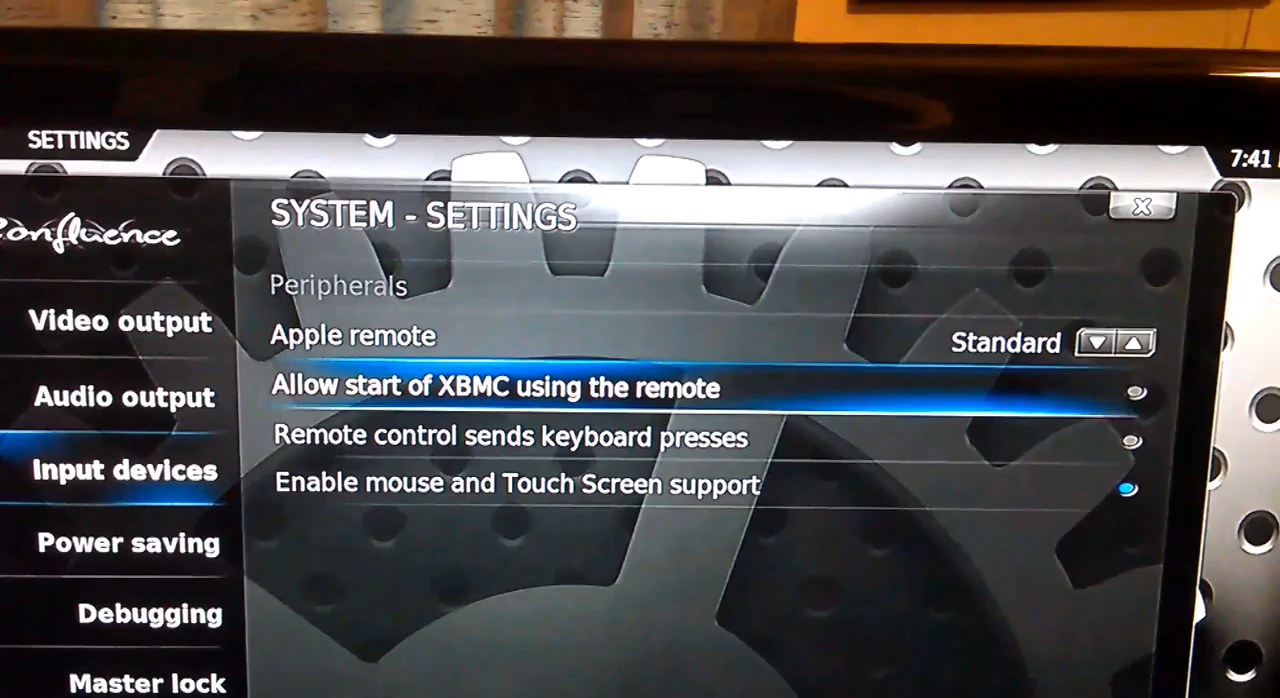 SETTINGS
7:41
Confluence
SYSTEM - SETTINGS
X
Peripherals
Video output
Apple remote
Standard
Allow start of XBMC using the remote
Audio output
Remote control sends keyboard presses
Input devices
Enable mouse and Touch Screen support
Power saving
Debugging
Master lock